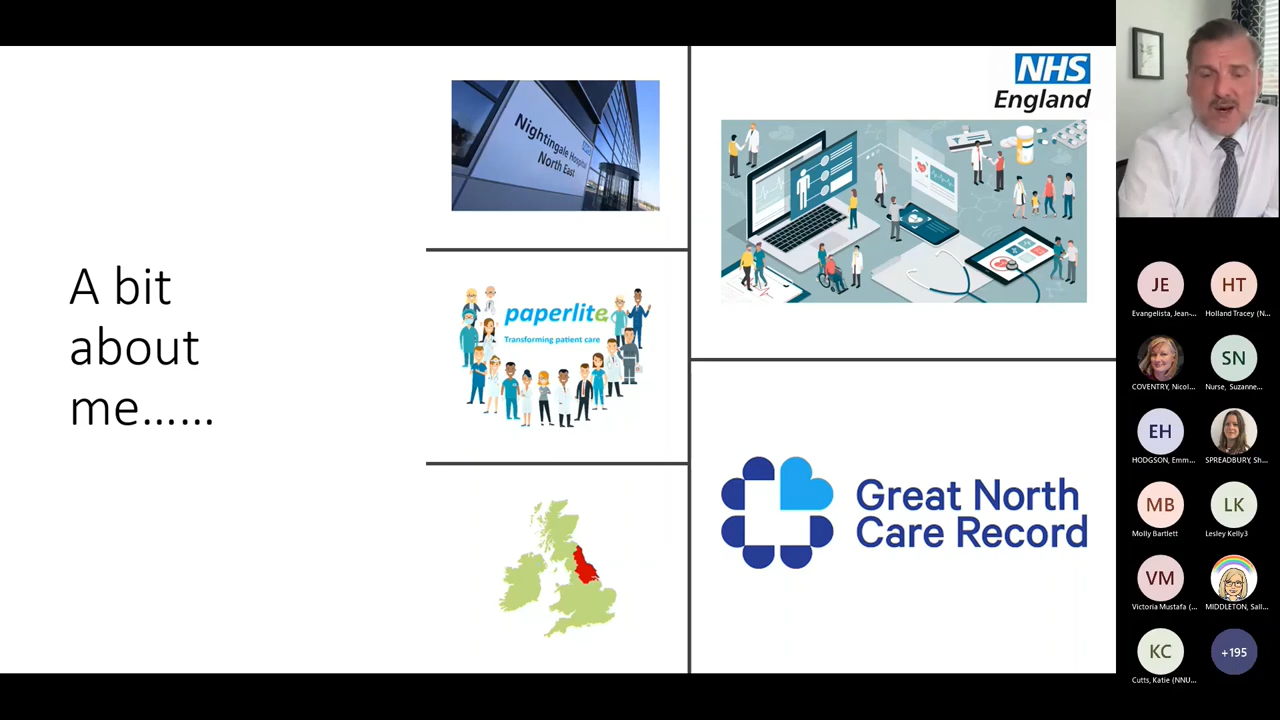 A bit
about
me......
Nightingale Hospital
North East
paperlite
Transforming patient care
NHS
England
Great North
Care Record
JE
HT
Evangelista, Jean-...
Holland Tracey (N...
SN
COVENTRY, Nicol...
Nurse, Suzanne...
EH
HODGSON, Emm...
SPREADBURY, Sh...
MB
LK
Molly Bartlett
Lesley Kelly3
VM
Victoria Mustafa (...
MIDDLETON, Sall...
KC
+195
Cutts, Katie (NNU...